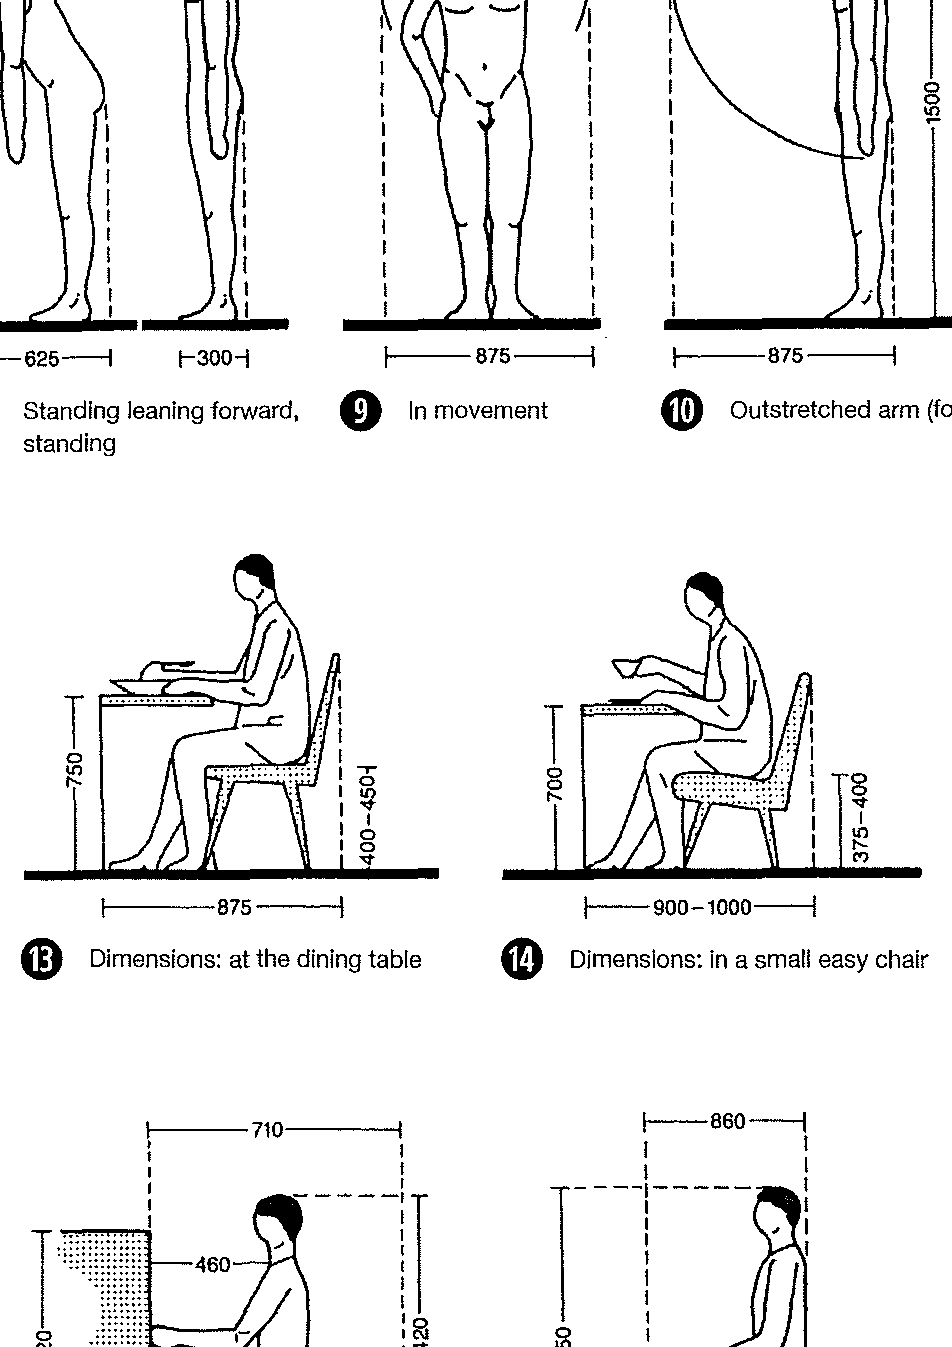 1500
625
300
875
875
Standing leaning forward,
standing
9 In movement
10 Outstretched arm
750
400–450
875
700
375–400
900–1000
13 Dimensions: at the dining table
14 Dimensions: in a small easy chair
710
860
460